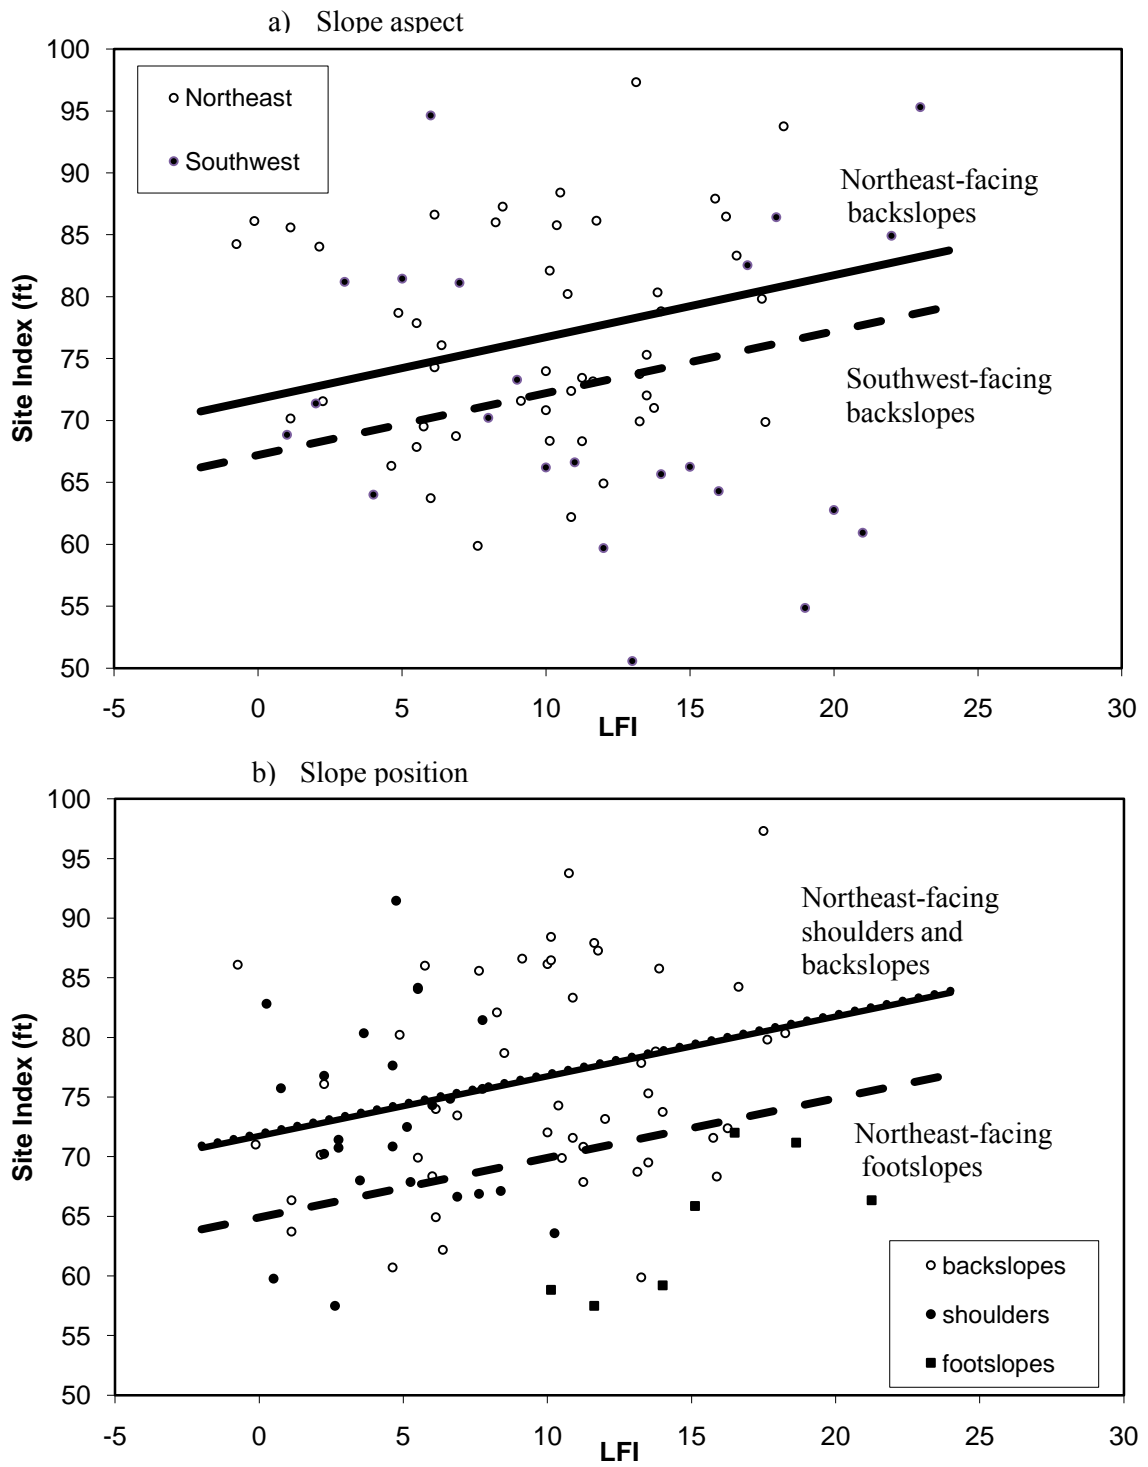 a) Slope aspect
100
95
90
85
80
75
70
65
60
55
50
Site Index (ft)
Northeast
Southwest
Northeast-facing
backslopes
Southwest-facing
backslopes
-5 0 5 10 15 20 25 30
LFI
b) Slope position
100
95
90
85
80
75
70
65
60
55
50
Site Index (ft)
Northeast-facing
shoulders and
backslopes
Northeast-facing
footslopes
backslopes
shoulders
footslopes
-5 0 5 10 15 20 25 30
LFI